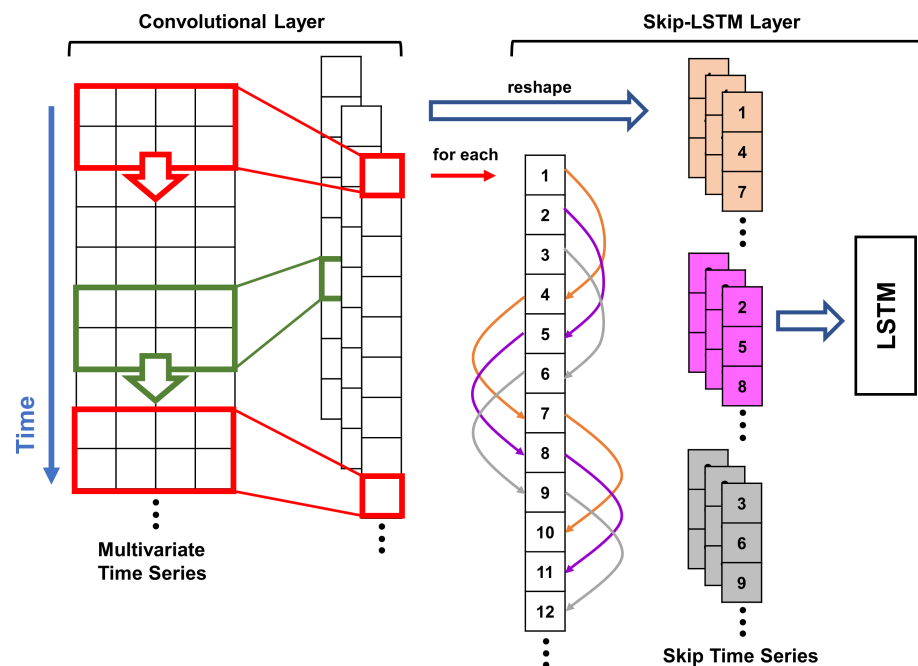 Convolutional Layer
Skip-LSTM Layer
reshape
for each
Time
Multivariate
Time Series
1
2
3
4
5
6
7
8
9
10
11
12
1
4
7
2
5
8
3
6
9
LSTM
Skip Time Series